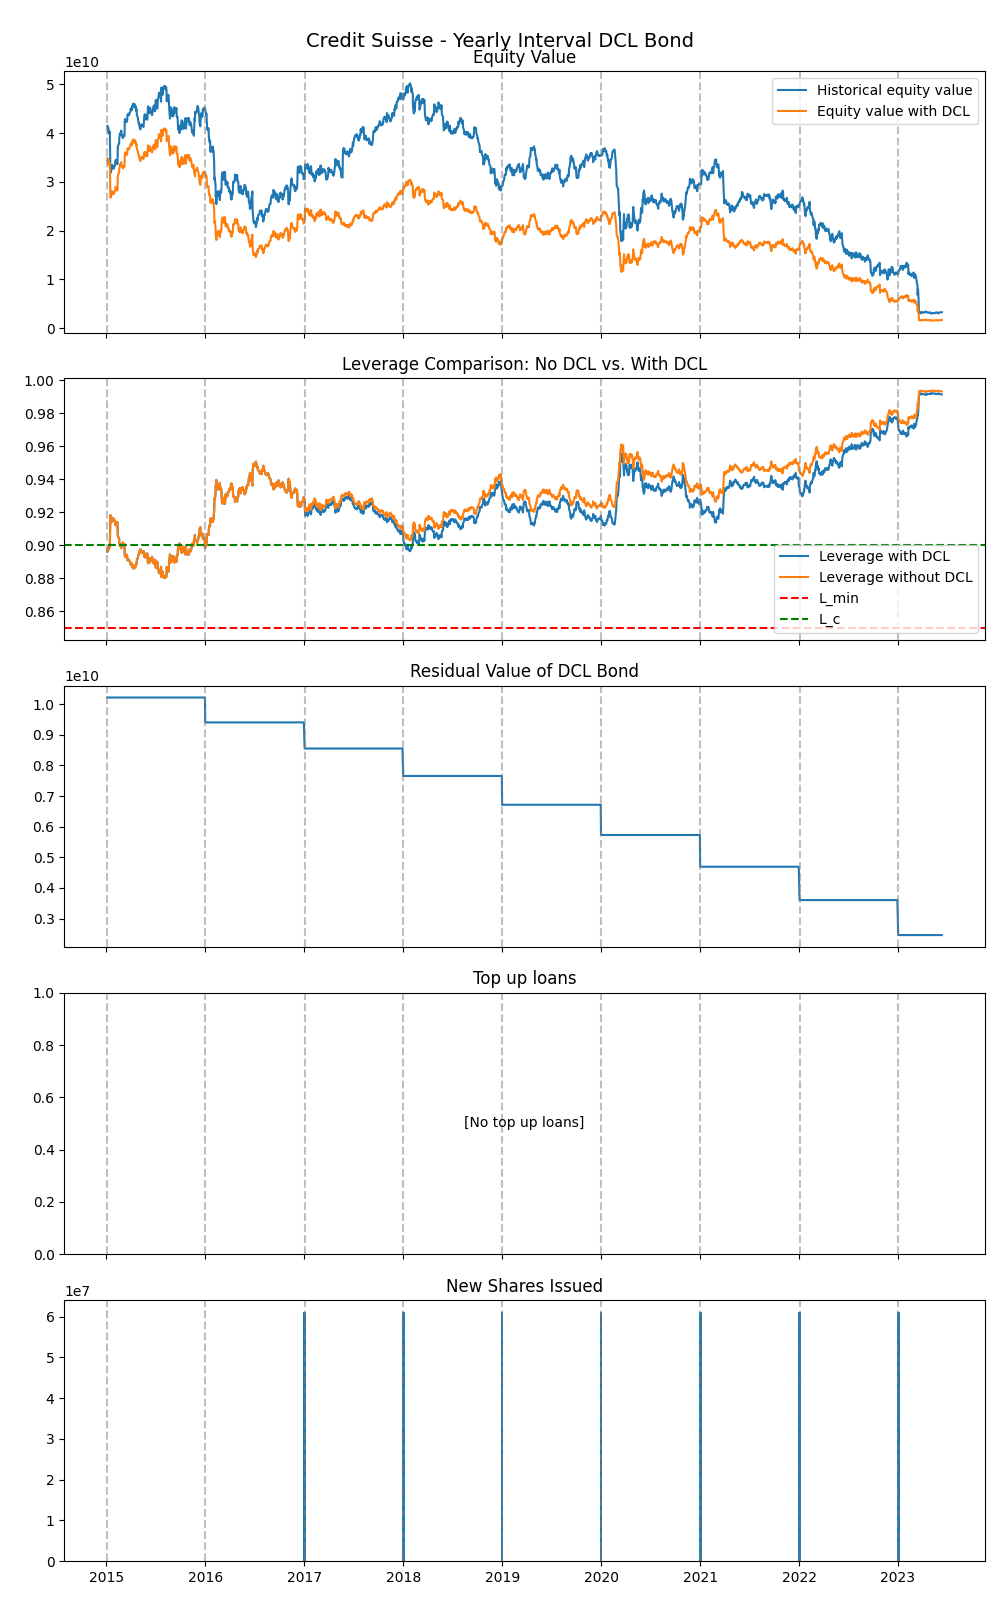 Credit Suisse - Yearly Interval DCL Bond
Equity Value
1e10
5
4
3
2
1
0
Historical equity value
Equity value with DCL
Leverage Comparison: No DCL vs. With DCL
1.00
0.98
0.96
0.94
0.92
0.90
0.88
0.86
Leverage with DCL
Leverage without DCL
L_min
L_c
Residual Value of DCL Bond
1e10
1.0
0.9
0.8
0.7
0.6
0.5
0.4
0.3
Top up loans
1.0
0.8
0.6
0.4
0.2
0.0
[No top up loans]
New Shares Issued
1e7
6
5
4
3
2
1
0
2015 2016 2017 2018 2019 2020 2021 2022 2023